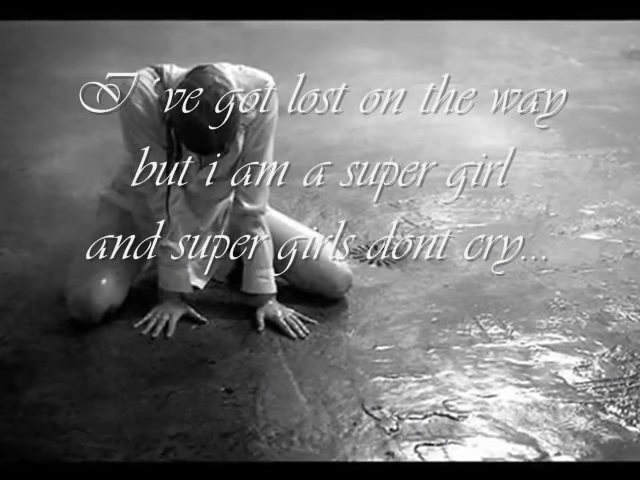 I've got lost on the way
but i am a super girl
and super girls dont cry...